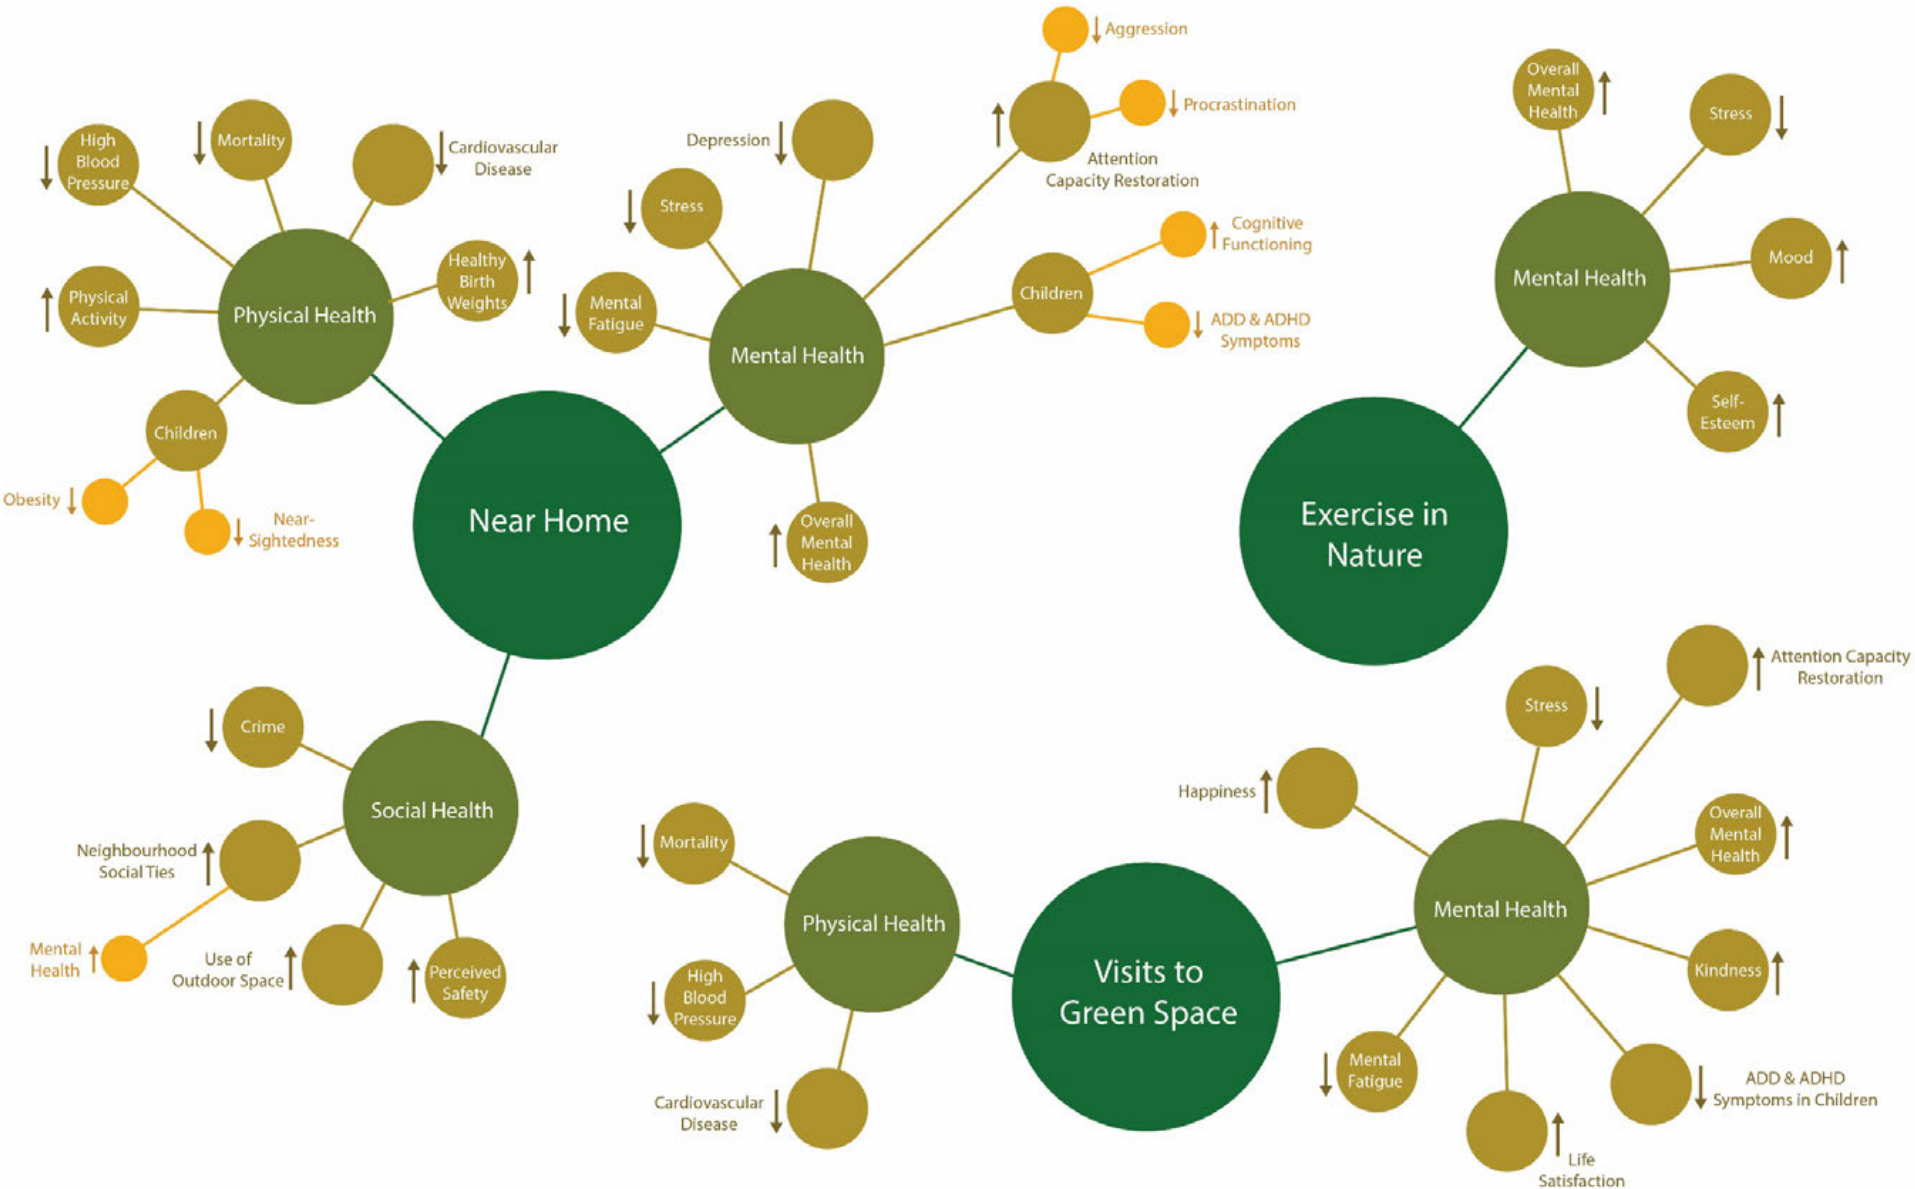 High
Blood
Pressure
Mortality
Cardiovascular
Disease
Healthy
Birth
Weights
Physical
Activity
Physical Health
Children
Obesity
Near-
Sightedness
Near Home
Depression
Stress
Mental
Fatigue
Mental Health
Overall
Mental
Health
Aggression
Procrastination
Attention
Capacity Restoration
Children
Cognitive
Functioning
ADD & ADHD
Symptoms
Crime
Social Health
Neighbourhood
Social Ties
Mental
Health
Use of
Outdoor Space
Perceived
Safety
Overall
Mental
Health
Stress
Mood
Self-
Esteem
Mental Health
Exercise in
Nature
Mortality
Physical Health
High
Blood
Pressure
Cardiovascular
Disease
Visits to
Green Space
Happiness
Stress
Attention Capacity
Restoration
Overall
Mental
Health
Mental Health
Kindness
Mental
Fatigue
ADD & ADHD
Symptoms in Children
Life
Satisfaction